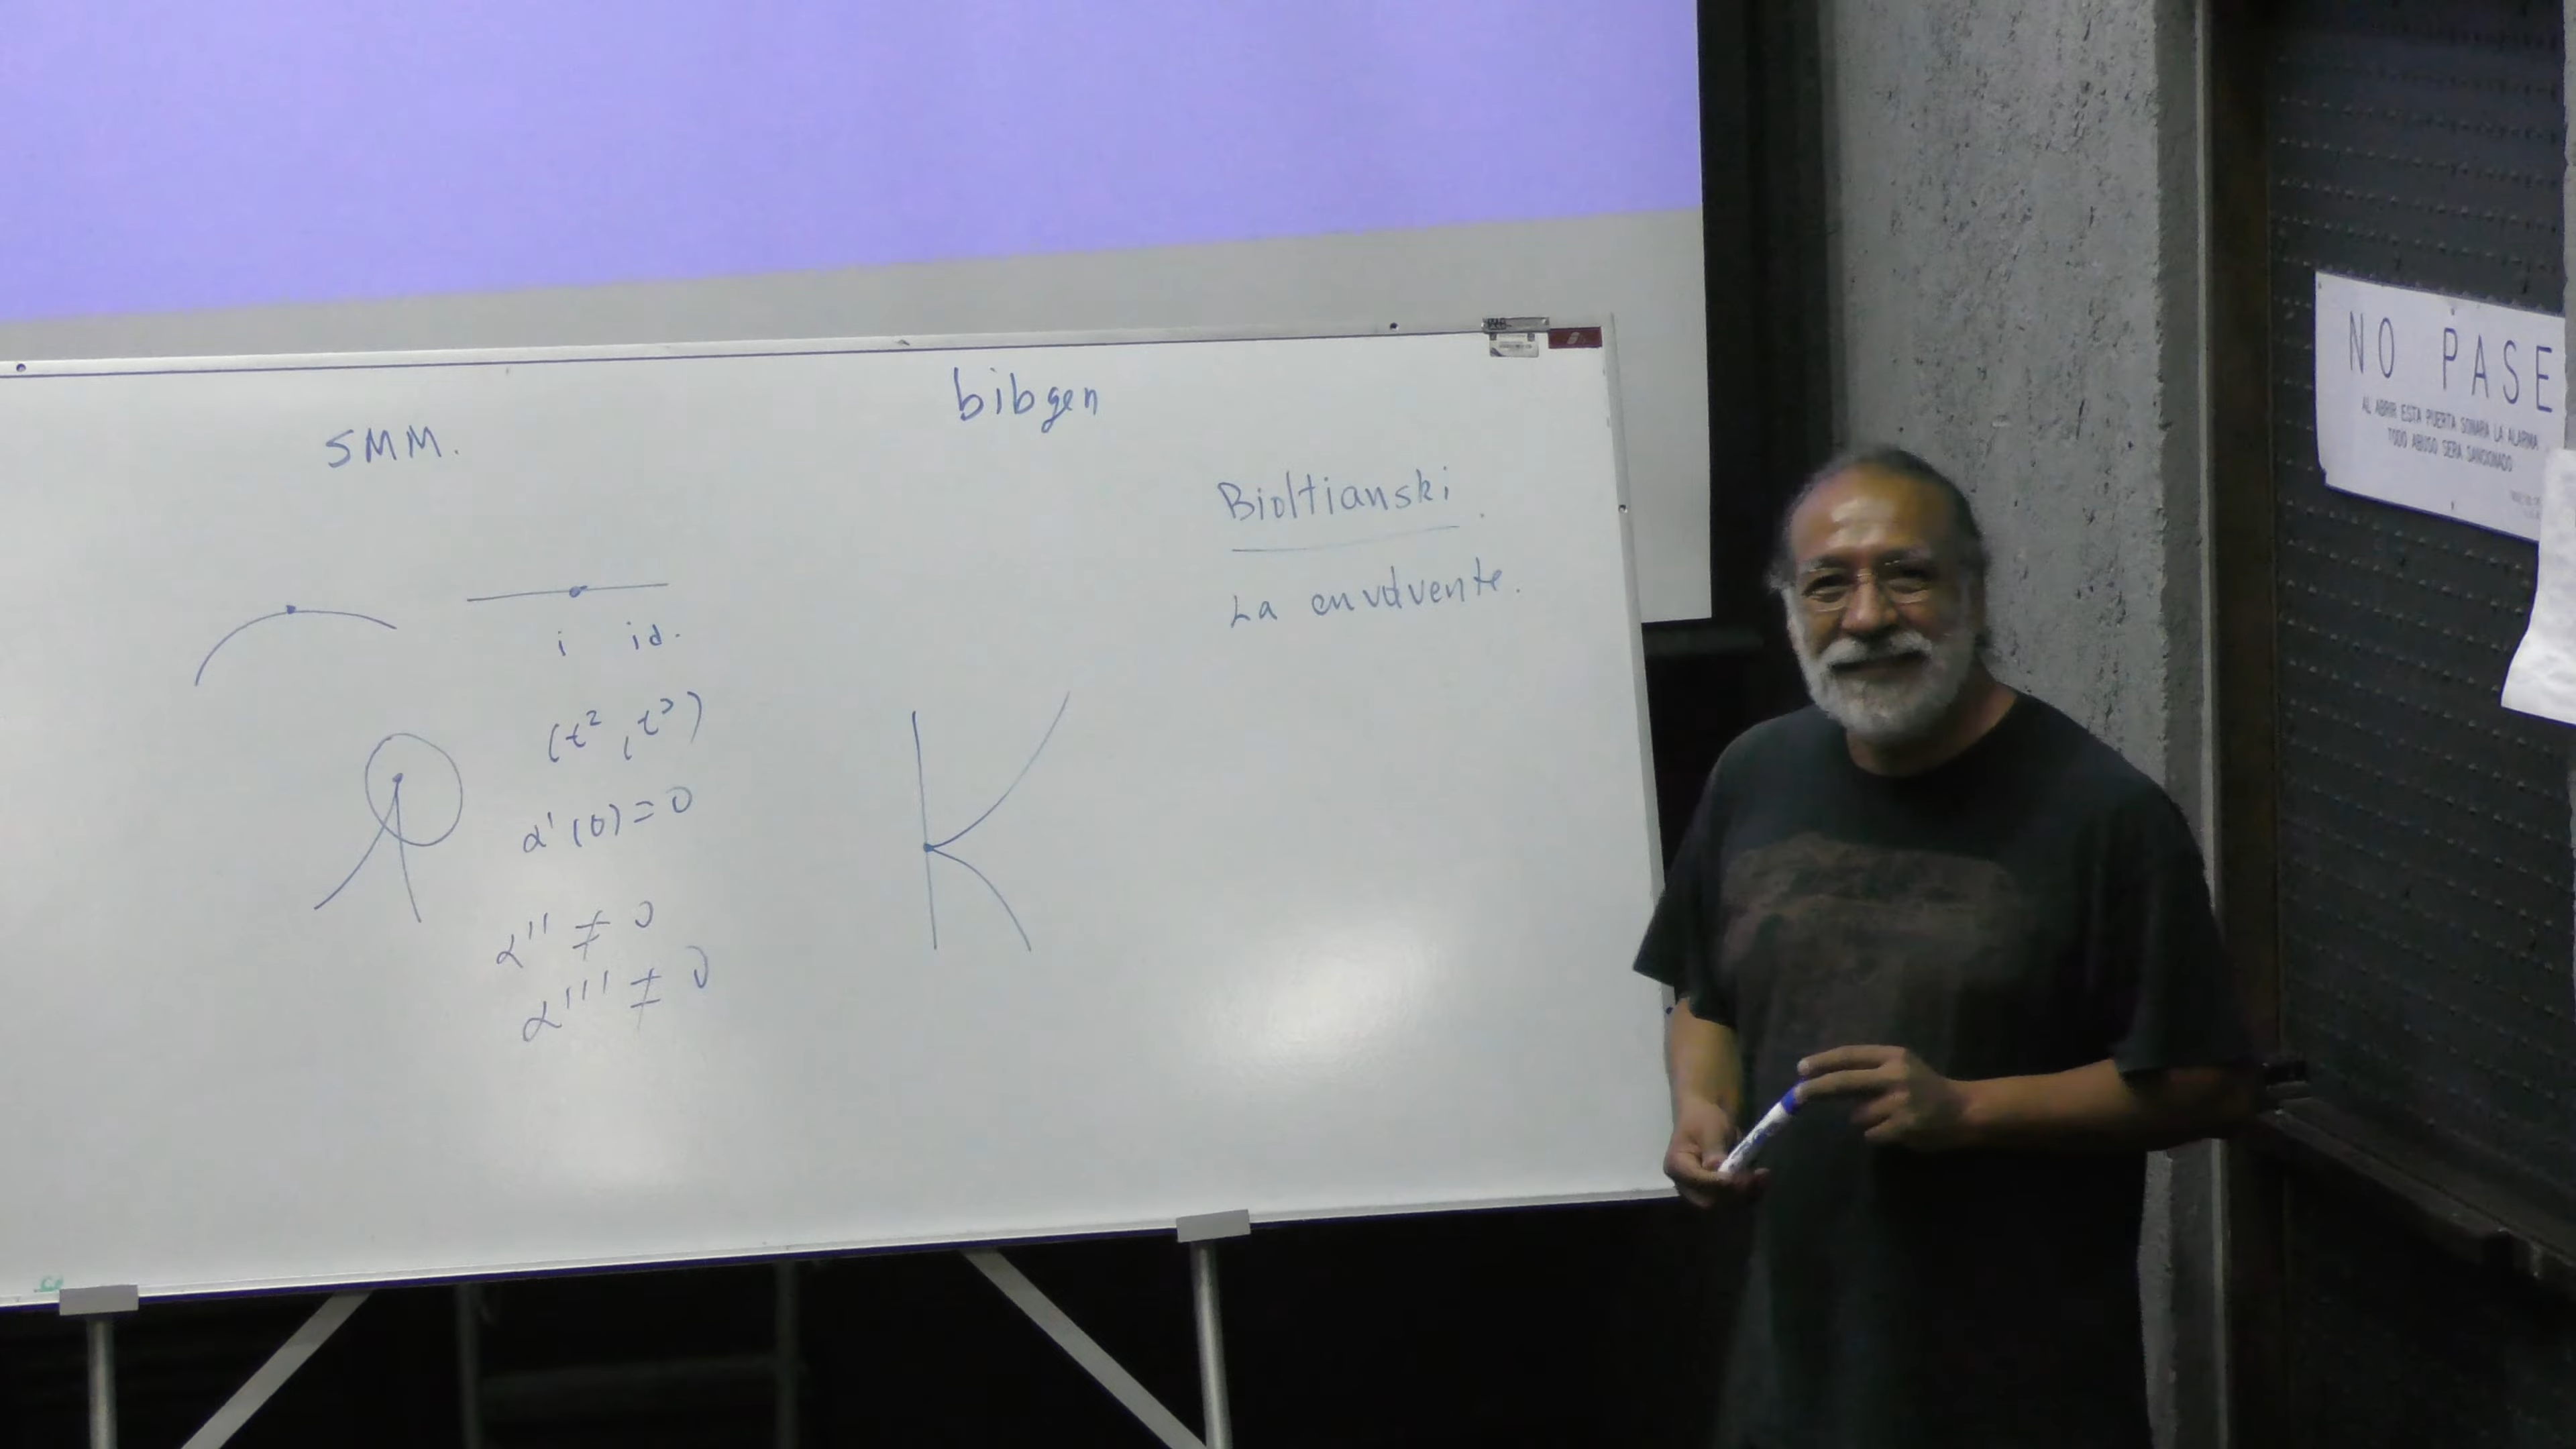 bibgen
SMM.
Bioltianski.
La envolvente.
i id.
(t², t³)
α'(0) = 0
α'' ≠ 0
α''' ≠ 0
NO PASE
AL ABRIR ESTA PUERTA SONARA LA ALARMA
TODO ABUSO SERA SANCIONADO